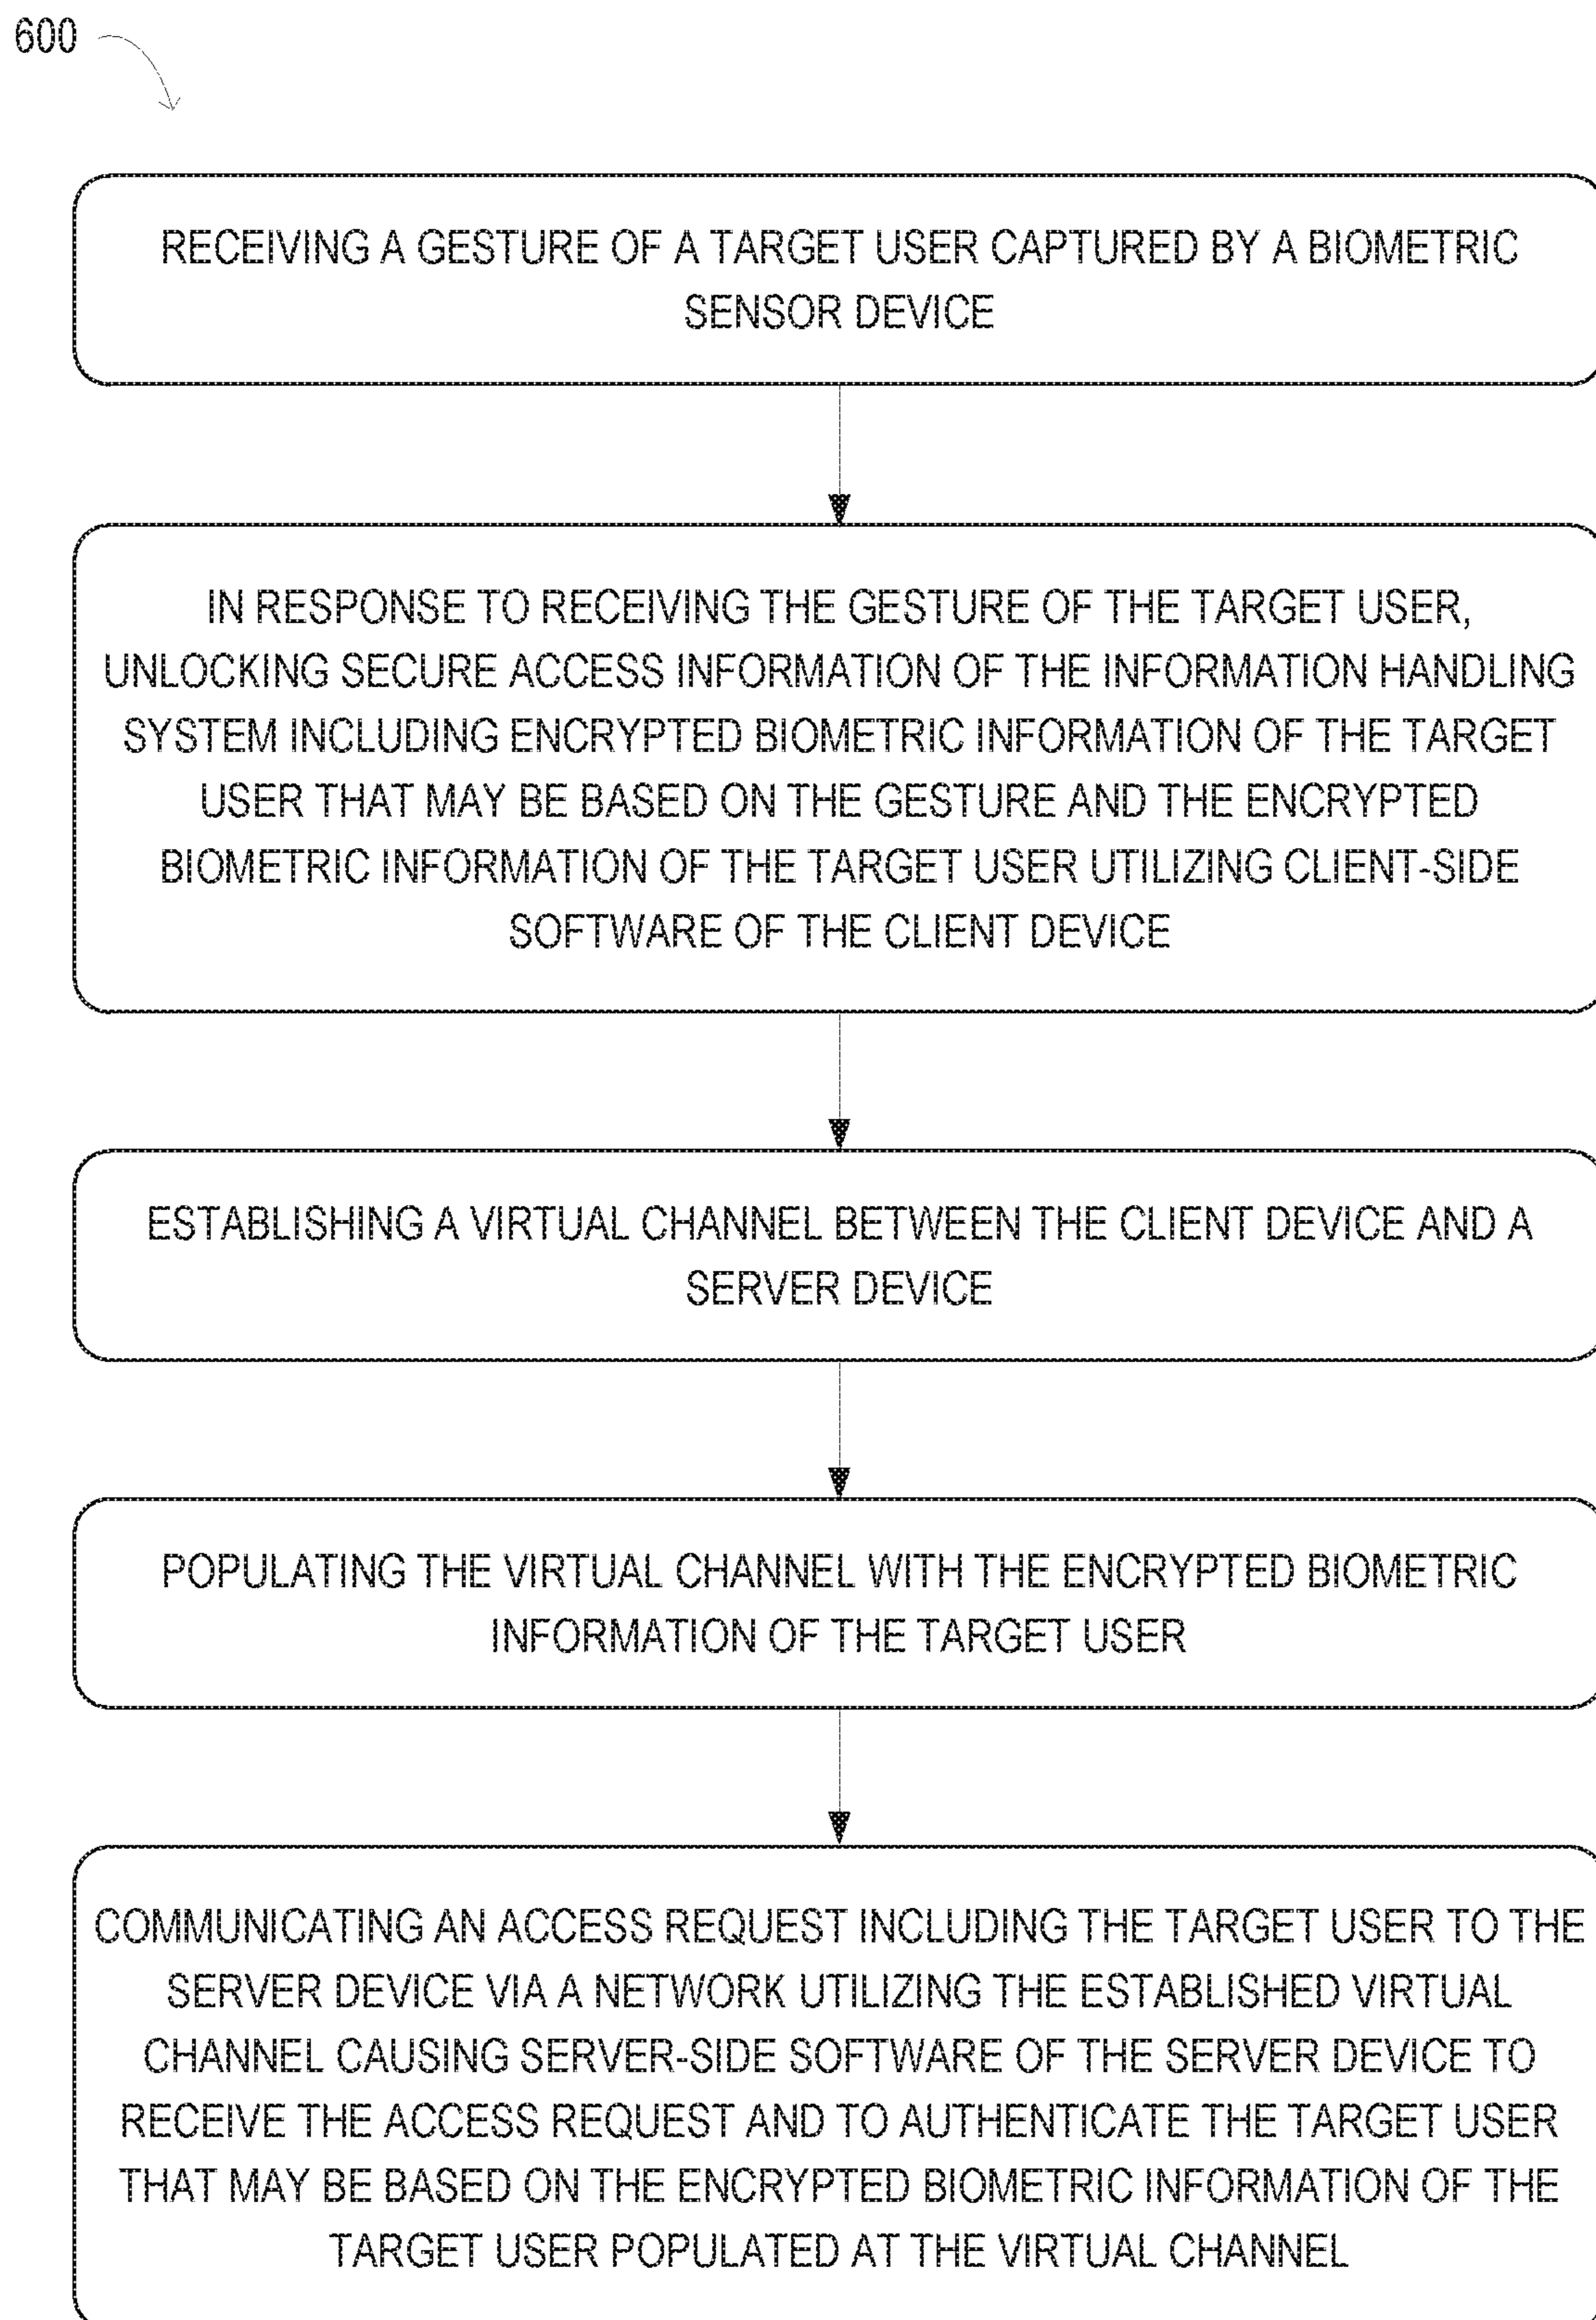 600
RECEIVING A GESTURE OF A TARGET USER CAPTURED BY A BIOMETRIC
SENSOR DEVICE
IN RESPONSE TO RECEIVING THE GESTURE OF THE TARGET USER,
UNLOCKING SECURE ACCESS INFORMATION OF THE INFORMATION HANDLING
SYSTEM INCLUDING ENCRYPTED BIOMETRIC INFORMATION OF THE TARGET
USER THAT MAY BE BASED ON THE GESTURE AND THE ENCRYPTED
BIOMETRIC INFORMATION OF THE TARGET USER UTILIZING CLIENT-SIDE
SOFTWARE OF THE CLIENT DEVICE
ESTABLISHING A VIRTUAL CHANNEL BETWEEN THE CLIENT DEVICE AND A
SERVER DEVICE
POPULATING THE VIRTUAL CHANNEL WITH THE ENCRYPTED BIOMETRIC
INFORMATION OF THE TARGET USER
COMMUNICATING AN ACCESS REQUEST INCLUDING THE TARGET USER TO THE
SERVER DEVICE VIA A NETWORK UTILIZING THE ESTABLISHED VIRTUAL
CHANNEL CAUSING SERVER-SIDE SOFTWARE OF THE SERVER DEVICE TO
RECEIVE THE ACCESS REQUEST AND TO AUTHENTICATE THE TARGET USER
THAT MAY BE BASED ON THE ENCRYPTED BIOMETRIC INFORMATION OF THE
TARGET USER POPULATED AT THE VIRTUAL CHANNEL